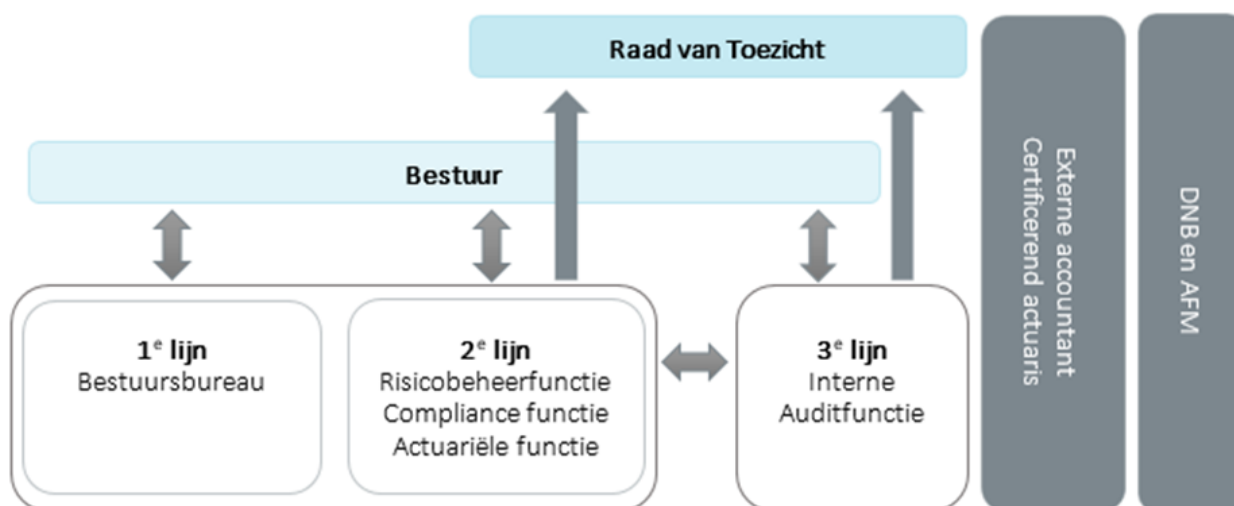 Raad van Toezicht
Bestuur
1e lijn
Bestuursbureau
2e lijn
Risicobeheerfunctie
Compliance functie
Actuariële functie
3e lijn
Interne
Auditfunctie
Externe accountant
Certificerend actuaris
DNB en AFM